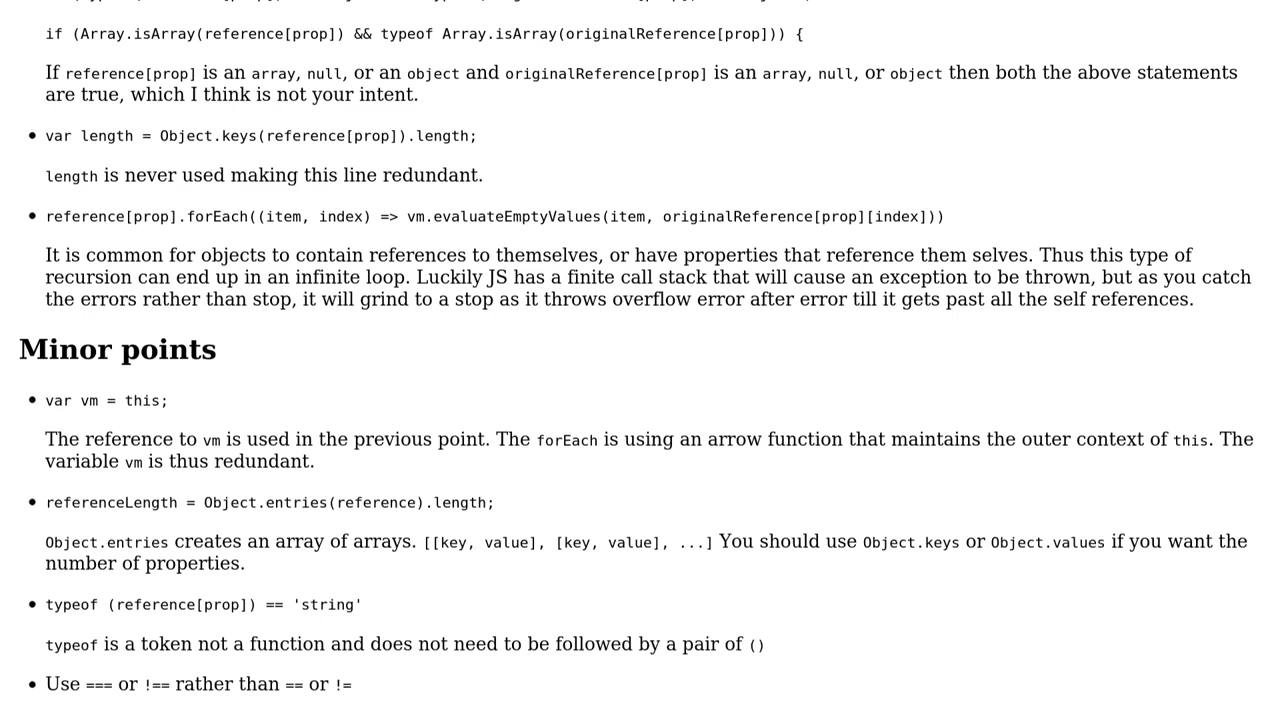 if (Array.isArray(reference[prop]) && typeof Array.isArray(originalReference[prop])) {
If reference[prop] is an array, null, or an object and originalReference[prop] is an array, null, or object then both the above statements
are true, which I think is not your intent.
• var length = Object.keys(reference[prop]).length;
length is never used making this line redundant.
• reference[prop].forEach((item, index) => vm.evaluateEmptyValues(item, originalReference[prop][index]))
It is common for objects to contain references to themselves, or have properties that reference them selves. Thus this type of
recursion can end up in an infinite loop. Luckily JS has a finite call stack that will cause an exception to be thrown, but as you catch
the errors rather than stop, it will grind to a stop as it throws overflow error after error till it gets past all the self references.
Minor points
• var vm = this;
The reference to vm is used in the previous point. The forEach is using an arrow function that maintains the outer context of this. The
variable vm is thus redundant.
• referenceLength = Object.entries(reference).length;
Object.entries creates an array of arrays. [[key, value], [key, value], ...] You should use Object.keys or Object.values if you want the
number of properties.
• typeof (reference[prop]) == 'string'
typeof is a token not a function and does not need to be followed by a pair of ()
• Use === or !== rather than == or !=